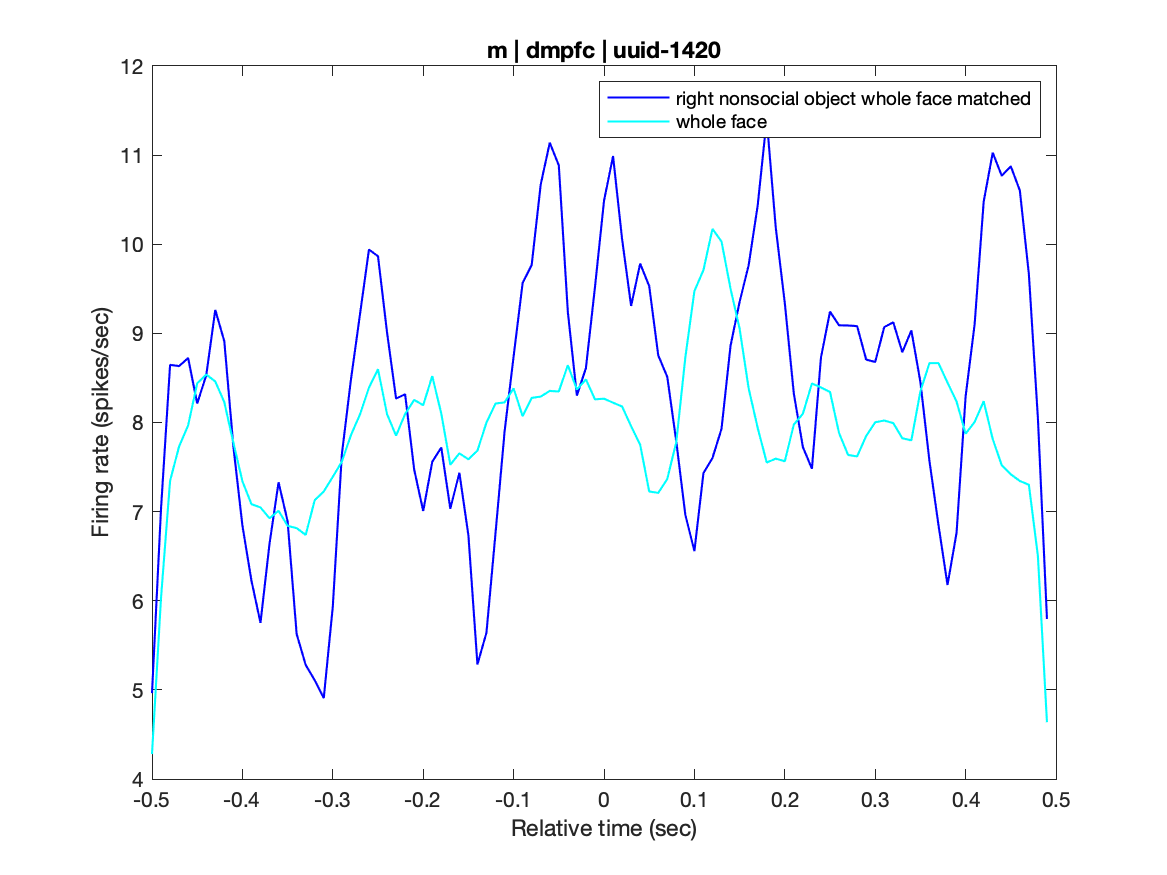 m | dmpfc | uuid-1420
right nonsocial object whole face matched
whole face
12
11
10
9
8
7
6
5
4
Firing rate (spikes/sec)
-0.5 -0.4 -0.3 -0.2 -0.1 0 0.1 0.2 0.3 0.4 0.5
Relative time (sec)